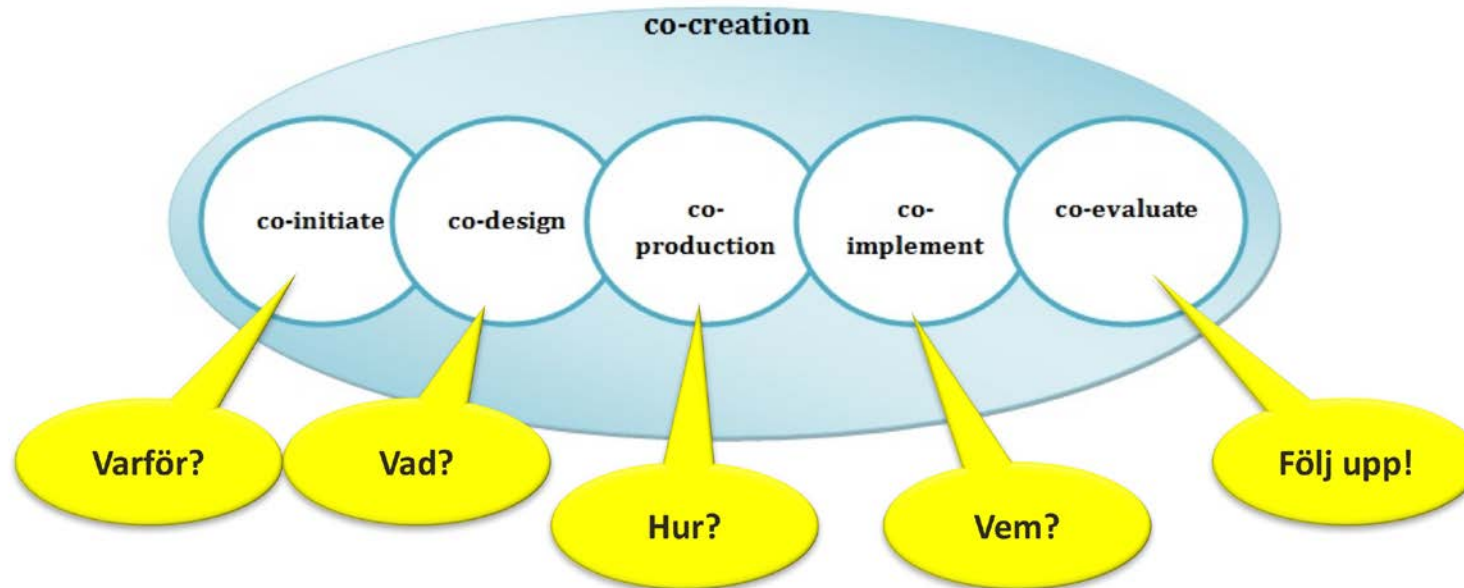 co-creation
co-initiate
co-design
co-
production
co-
implement
co-evaluate
Varför?
Vad?
Hur?
Vem?
Följ upp!